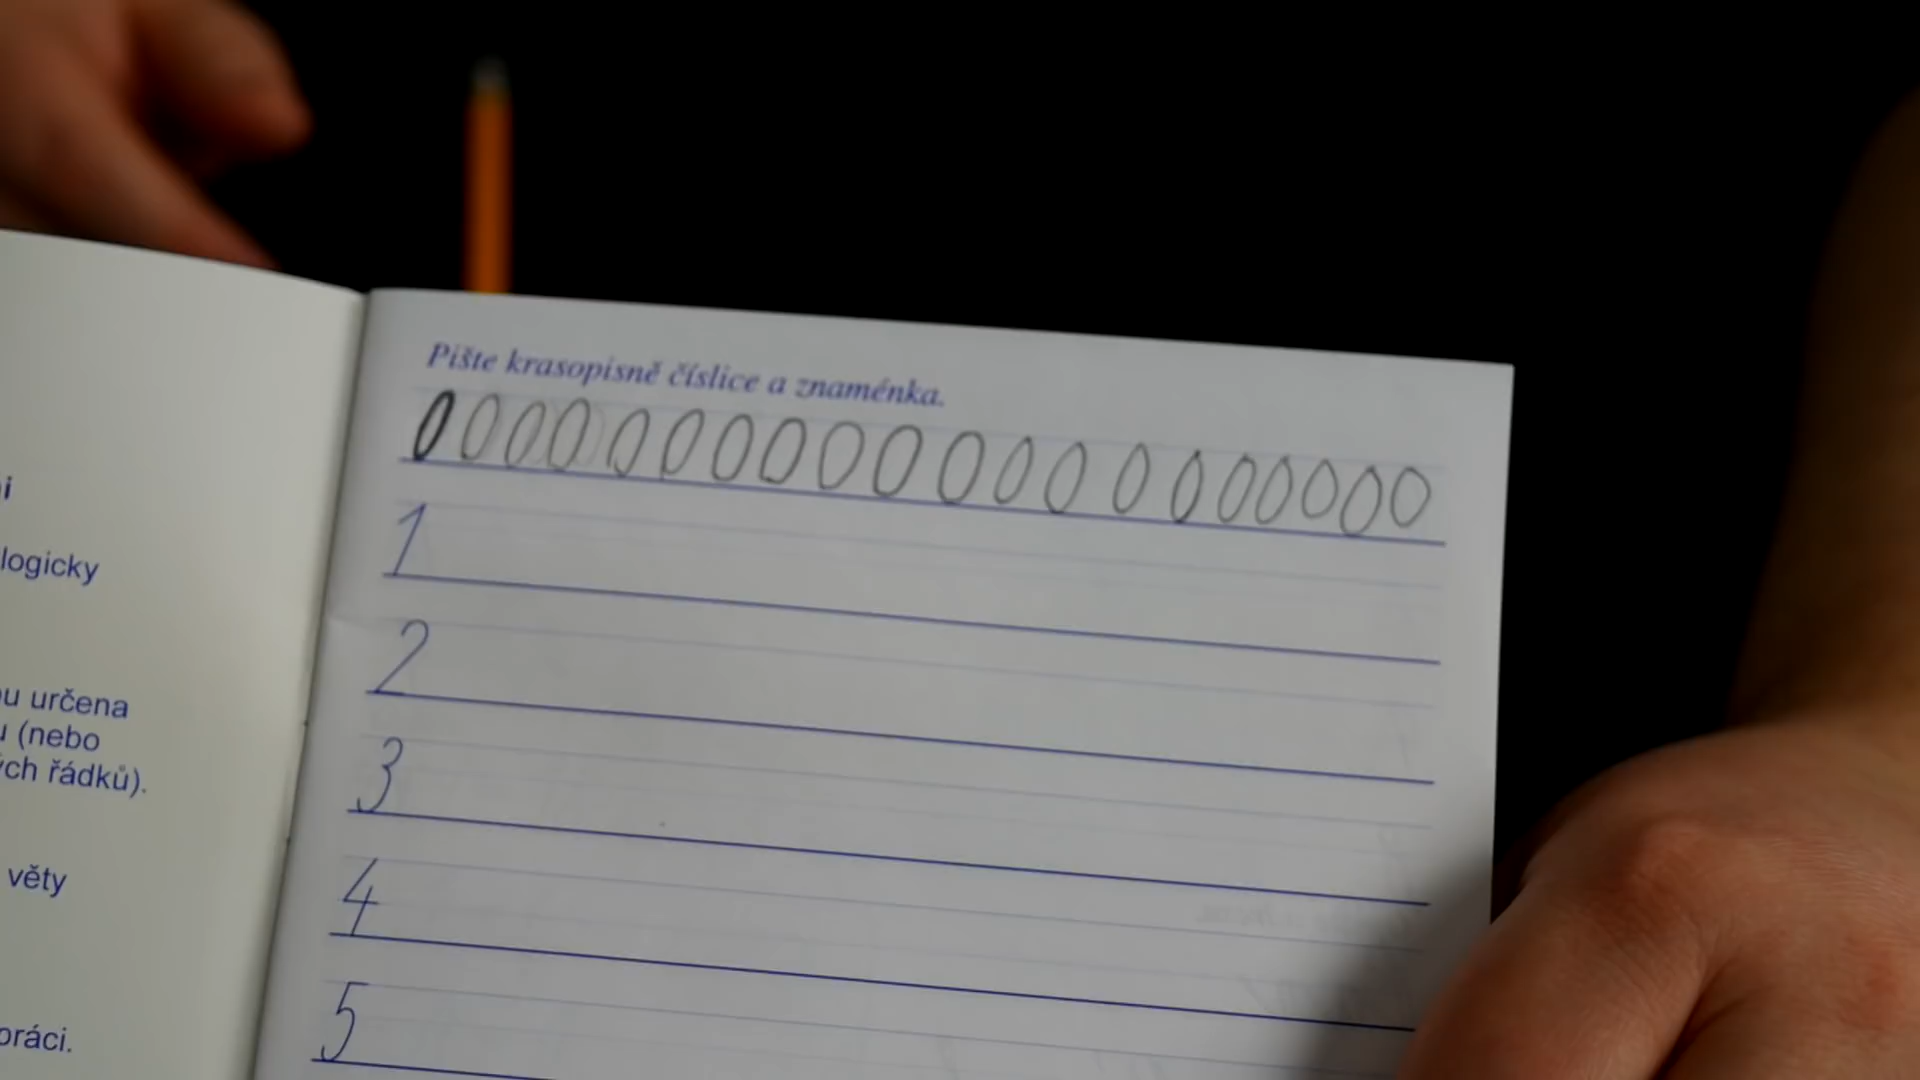 logicky
určena
(nebo
řádků).
věty
práci.
Pište krasopisně číslice a znaménka.
0 0 0 0 0 0 0 0 0 0 0 0 0 0 0 0 0 0 0 0
1
2
3
4
5